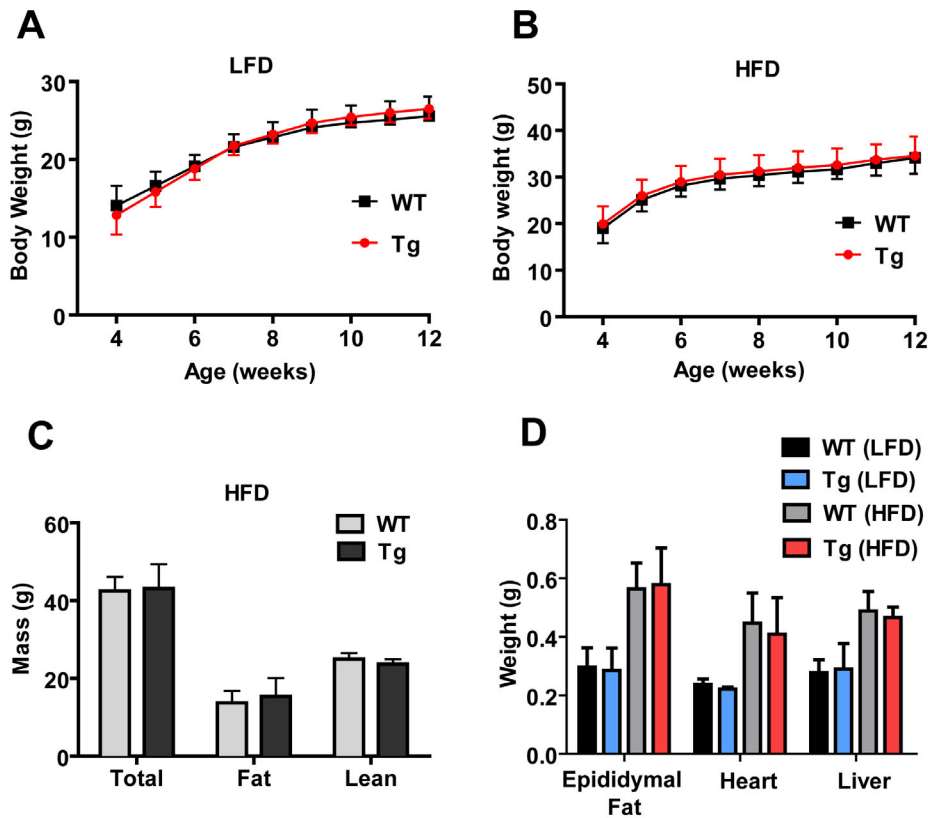 A
LFD
Body Weight (g)
30
20
10
0
WT
Tg
4 6 8 10 12
Age (weeks)
B
HFD
Body weight (g)
50
40
30
20
10
0
WT
Tg
4 6 8 10 12
Age (weeks)
C
HFD
Mass (g)
60
40
20
0
WT
Tg
Total Fat Lean
D
WT (LFD)
Tg (LFD)
WT (HFD)
Tg (HFD)
Weight (g)
0.8
0.6
0.4
0.2
0.0
Epididymal Heart Liver
Fat